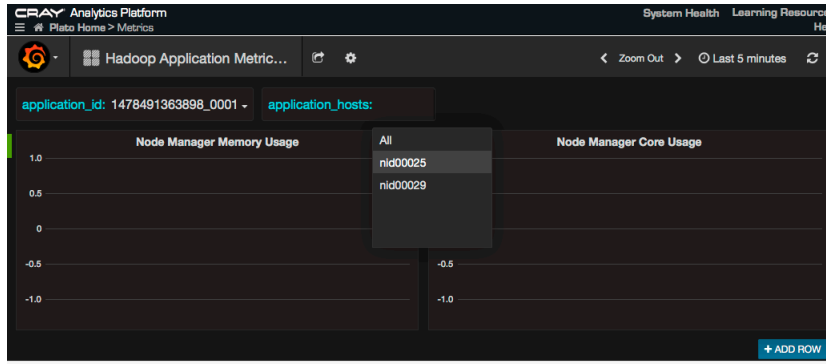 CRAY Analytics Platform
System Health Learning Resource
Plato Home > Metrics
He
Hadoop Application Metric...
Zoom Out
Last 5 minutes
application_id: 1478491363898_0001
application_hosts:
All
nid00025
nid00029
Node Manager Memory Usage
1.0
0.5
0
-0.5
-1.0
Node Manager Core Usage
-0.5
-1.0
+ ADD ROW